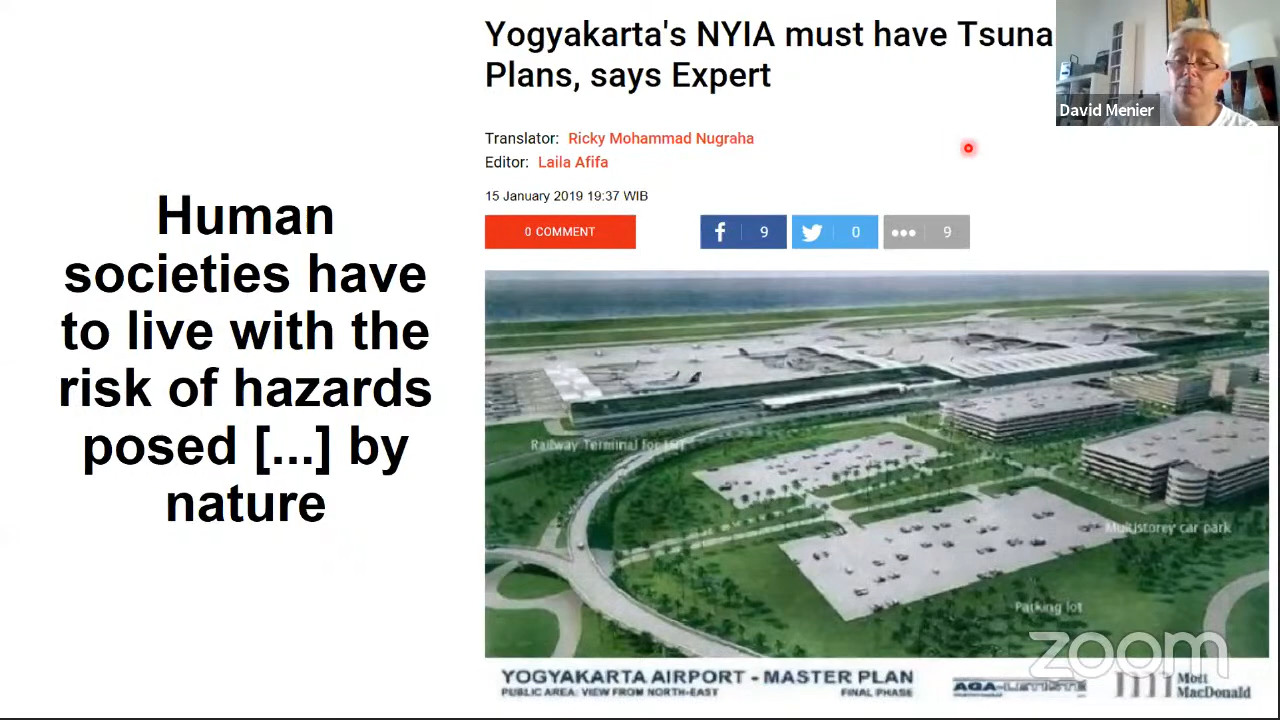 Human
societies have
to live with the
risk of hazards
posed [...] by
nature
Yogyakarta's NYIA must have Tsuna
Plans, says Expert
Translator: Ricky Mohammad Nugraha
Editor: Laila Afifa
15 January 2019 19:37 WIB
0 COMMENT
9
0
9
David Menier
Railway Terminal for
Multistorey car park
Parking lot
zoom
YOGYAKARTA AIRPORT - MASTER PLAN
PUBLIC AREA: VIEW FROM NORTH-EAST
FINAL PHASE
Mott
MacDonald